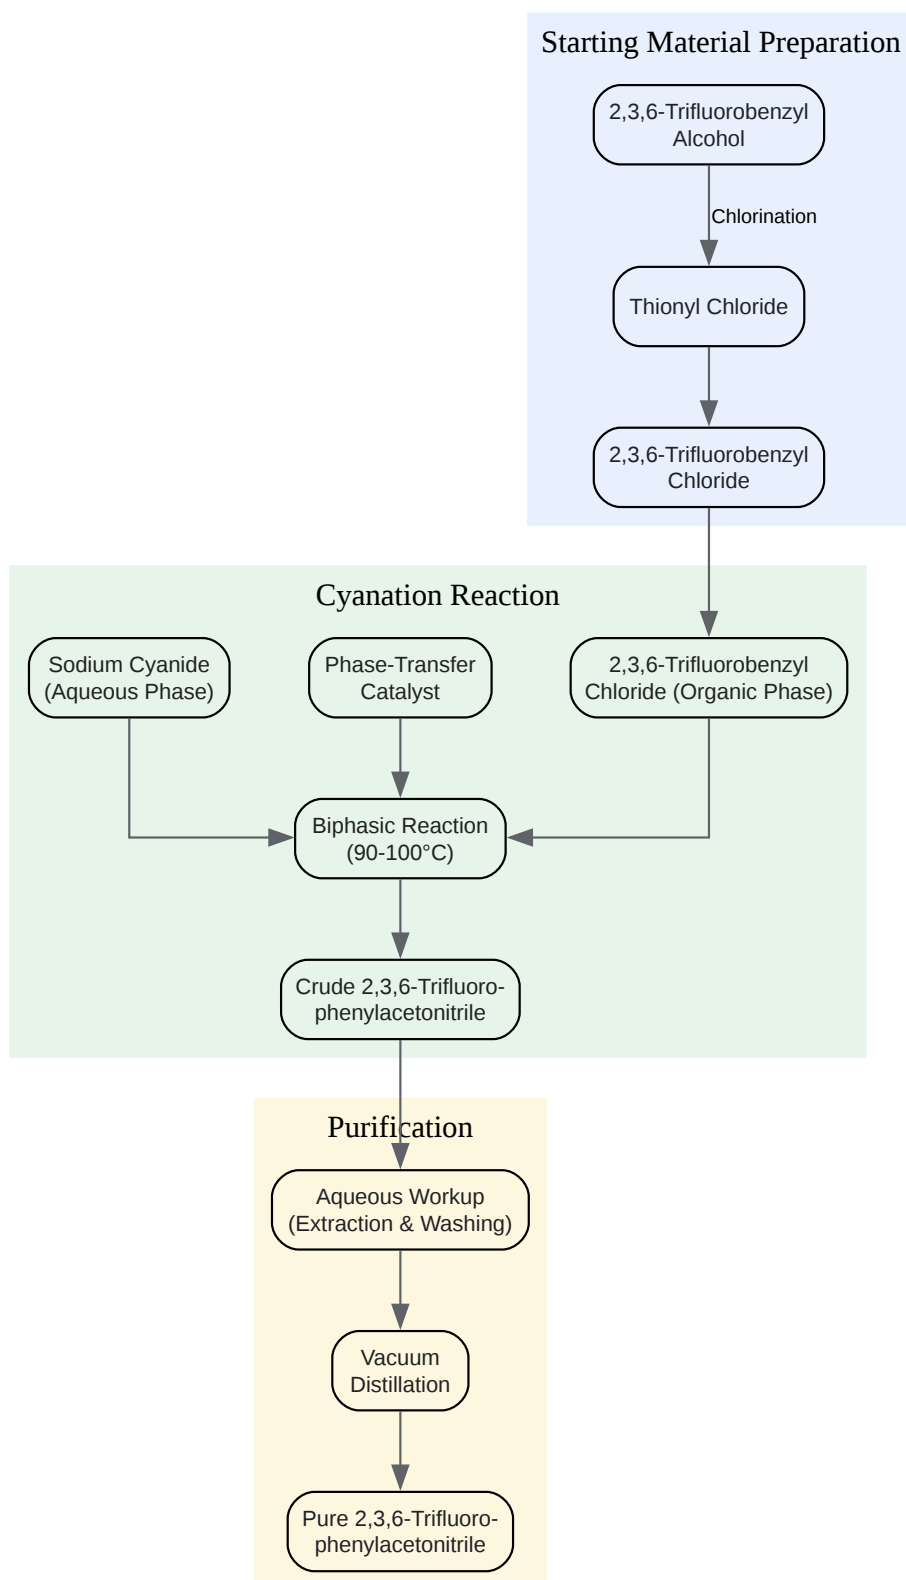 Starting Material Preparation
2,3,6-Trifluorobenzyl
Alcohol
Chlorination
Thionyl Chloride
2,3,6-Trifluorobenzyl
Chloride
Cyanation Reaction
Sodium Cyanide
(Aqueous Phase)
Phase-Transfer
Catalyst
2,3,6-Trifluorobenzyl
Chloride (Organic Phase)
Biphasic Reaction
(90-100°C)
Crude 2,3,6-Trifluoro-
phenylacetonitrile
Purification
Aqueous Workup
(Extraction & Washing)
Vacuum
Distillation
Pure 2,3,6-Trifluoro-
phenylacetonitrile